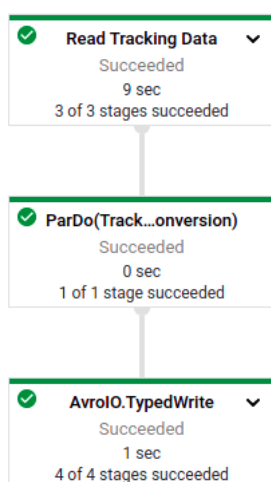 Read Tracking Data
Succeeded
9 sec
3 of 3 stages succeeded
ParDo(Track...onversion)
Succeeded
0 sec
1 of 1 stage succeeded
AvroIO.TypedWrite
Succeeded
1 sec
4 of 4 stages succeeded